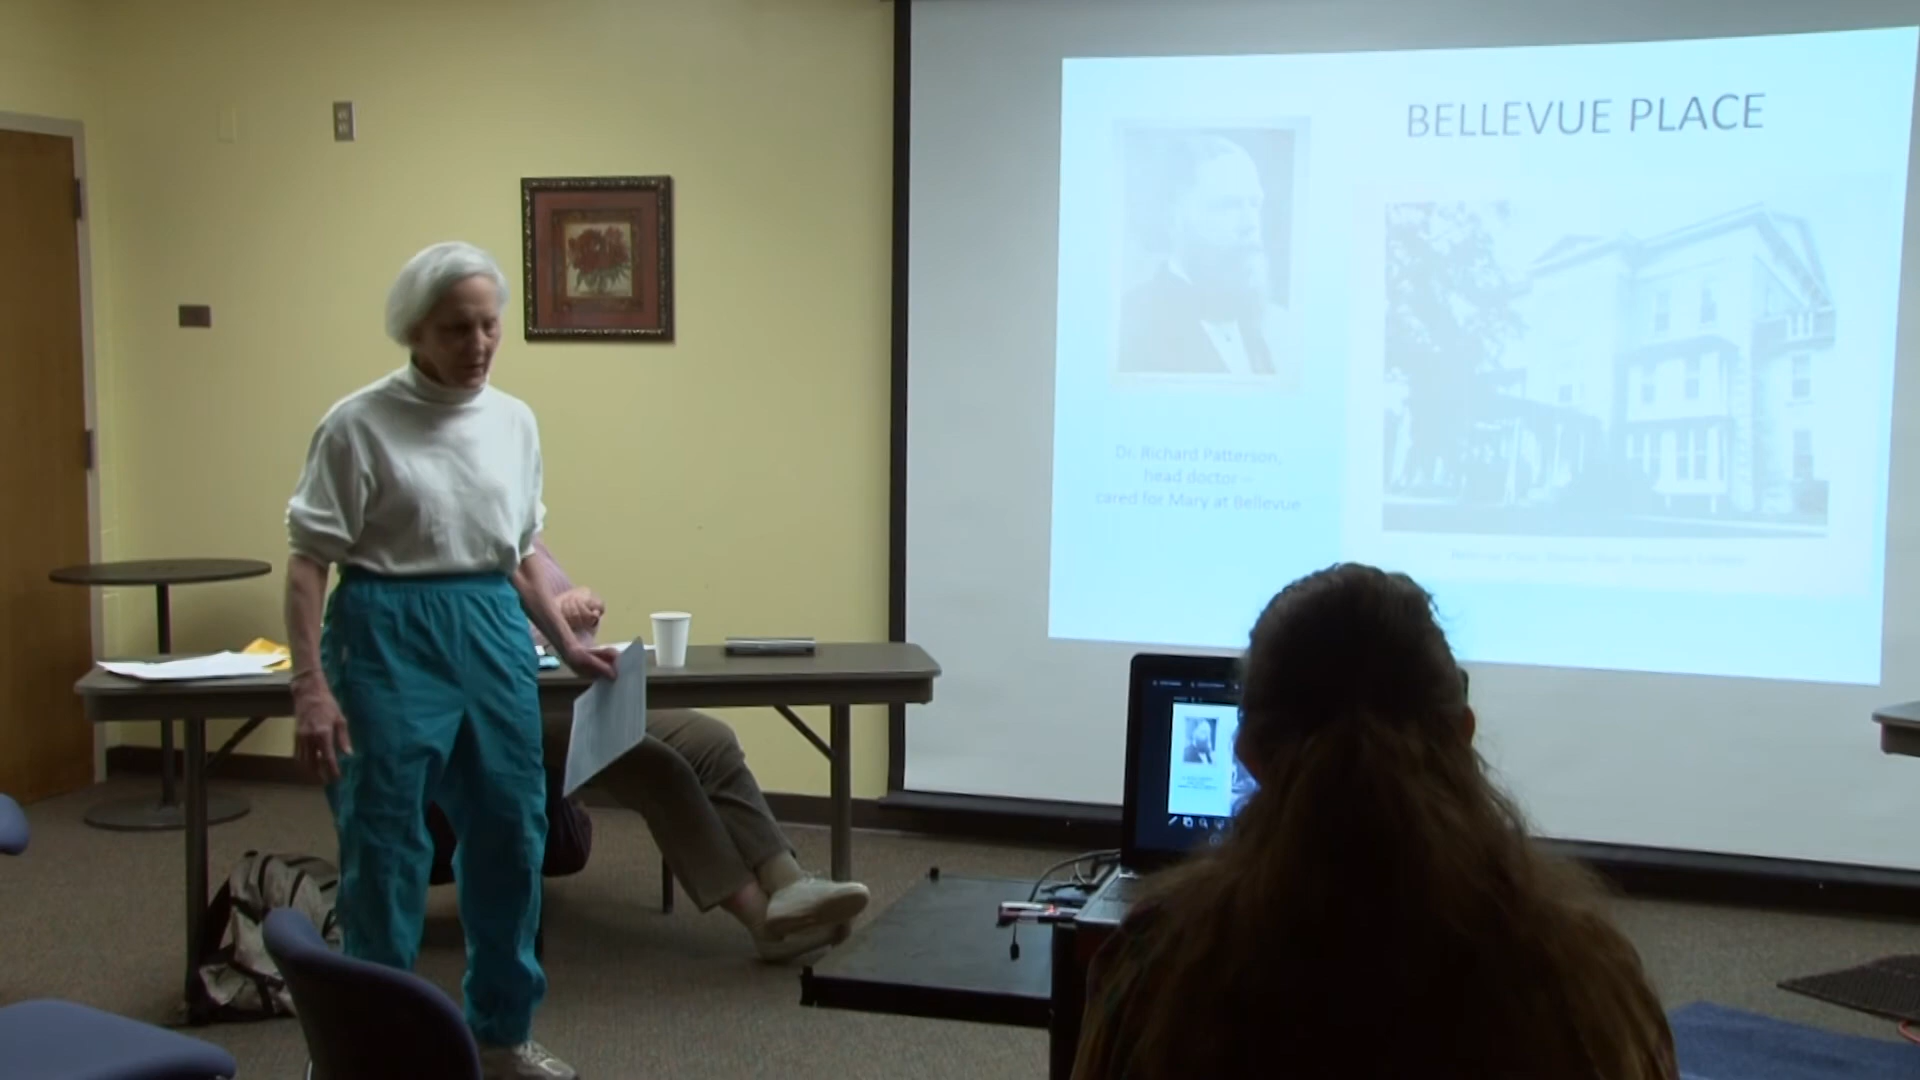 BELLEVUE PLACE
Dr. Richard Patterson,
head doctor –
cared for Mary at Bellevue